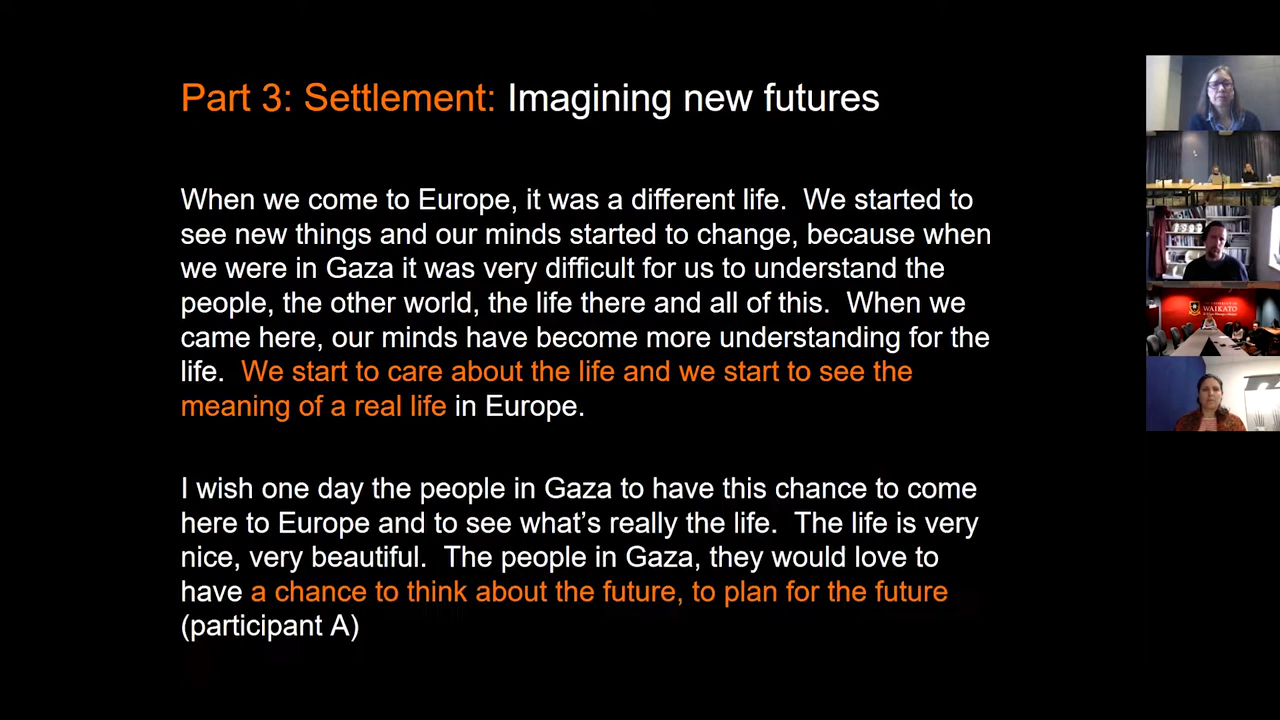 Part 3: Settlement: Imagining new futures
When we come to Europe, it was a different life.  We started to
see new things and our minds started to change, because when
we were in Gaza it was very difficult for us to understand the
people, the other world, the life there and all of this.  When we
came here, our minds have become more understanding for the
life.  We start to care about the life and we start to see the
meaning of a real life in Europe.
I wish one day the people in Gaza to have this chance to come
here to Europe and to see what’s really the life.  The life is very
nice, very beautiful.  The people in Gaza, they would love to
have a chance to think about the future, to plan for the future
(participant A)
WAIKATO